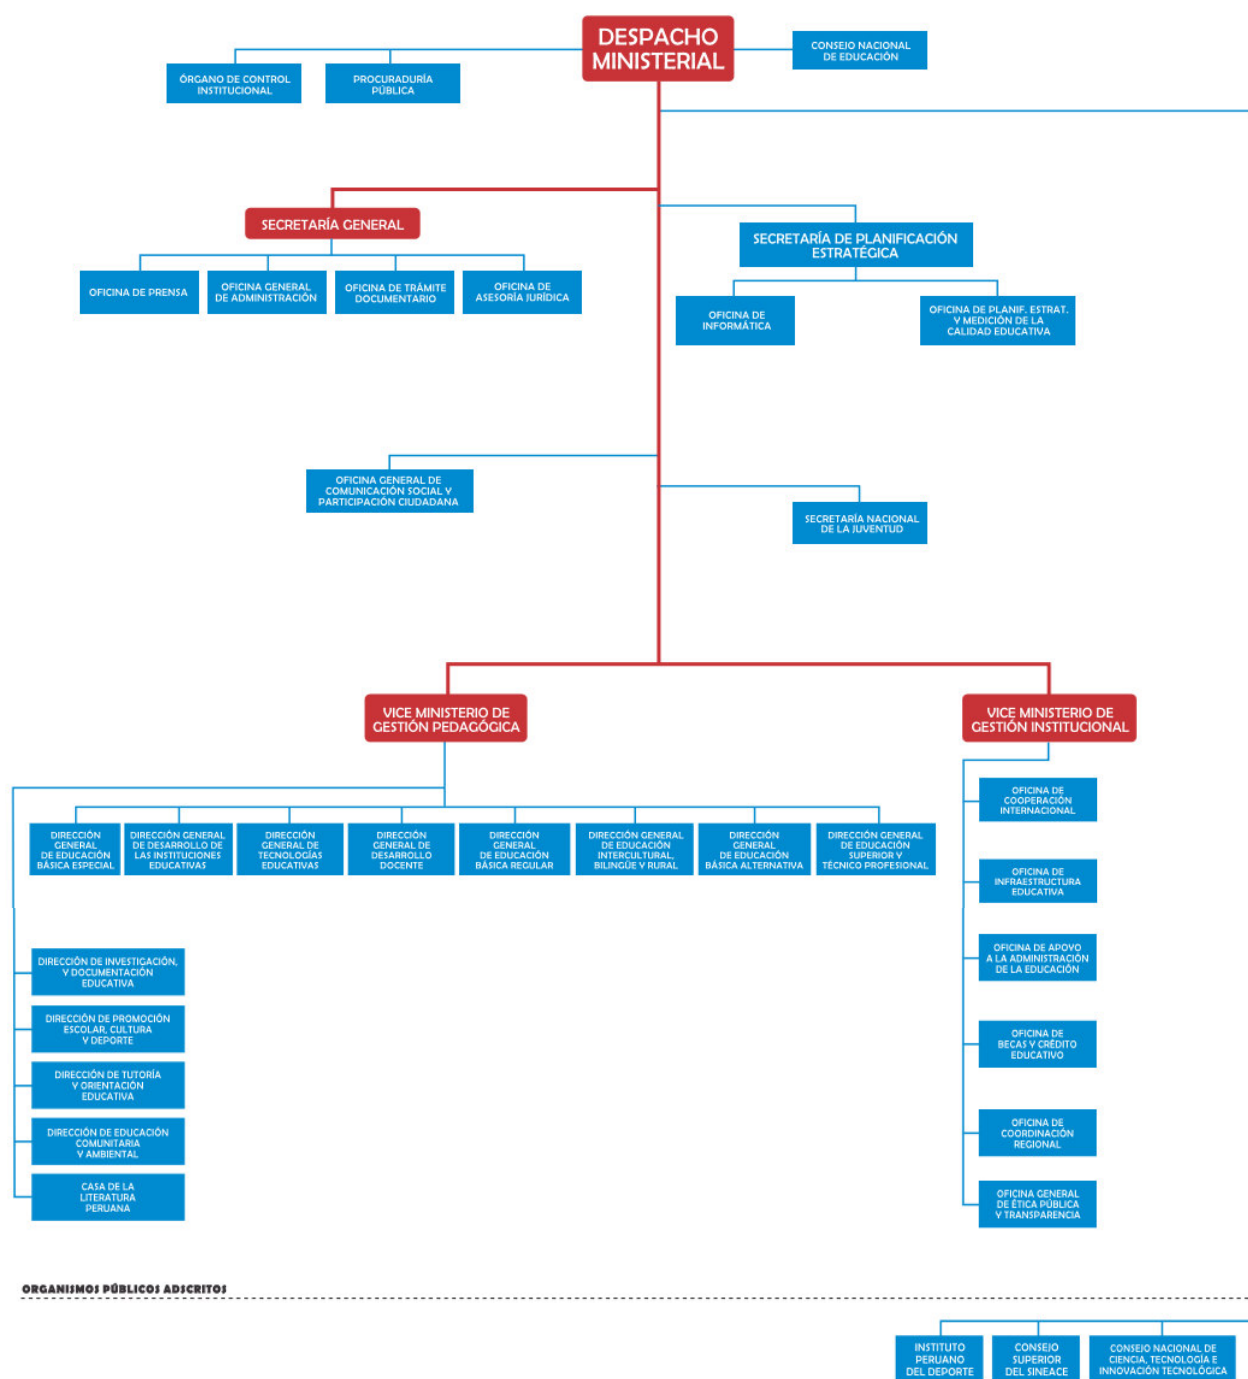 DESPACHO
MINISTERIAL
CONSEJO NACIONAL
DE EDUCACIÓN
ÓRGANO DE CONTROL
INSTITUCIONAL
PROCURADURÍA
PÚBLICA
SECRETARÍA GENERAL
SECRETARÍA DE PLANIFICACIÓN
ESTRATÉGICA
OFICINA DE PRENSA
OFICINA GENERAL
DE ADMINISTRACIÓN
OFICINA DE TRÁMITE
DOCUMENTARIO
OFICINA DE
ASESORÍA JURÍDICA
OFICINA DE
INFORMÁTICA
OFICINA DE PLANIF. ESTRAT.
Y MEDICIÓN DE LA
CALIDAD EDUCATIVA
OFICINA GENERAL DE
COMUNICACIÓN SOCIAL Y
PARTICIPACIÓN CIUDADANA
SECRETARÍA NACIONAL
DE LA JUVENTUD
VICE MINISTERIO DE
GESTIÓN PEDAGÓGICA
VICE MINISTERIO DE
GESTIÓN INSTITUCIONAL
DIRECCIÓN
GENERAL
DE EDUCACIÓN
BÁSICA ESPECIAL
DIRECCIÓN GENERAL
DE DESARROLLO DE
LAS INSTITUCIONES
EDUCATIVAS
DIRECCIÓN
GENERAL DE
TECNOLOGÍAS
EDUCATIVAS
DIRECCIÓN
GENERAL DE
DESARROLLO
DOCENTE
DIRECCIÓN
GENERAL
DE EDUCACIÓN
BÁSICA REGULAR
DIRECCIÓN GENERAL
DE EDUCACIÓN
INTERCULTURAL,
BILINGÜE Y RURAL
DIRECCIÓN
GENERAL
DE EDUCACIÓN
BÁSICA ALTERNATIVA
DIRECCIÓN GENERAL
DE EDUCACIÓN
SUPERIOR Y
TÉCNICO PROFESIONAL
DIRECCIÓN DE INVESTIGACIÓN,
Y DOCUMENTACIÓN
EDUCATIVA
DIRECCIÓN DE PROMOCIÓN
ESCOLAR, CULTURA
Y DEPORTE
DIRECCIÓN DE TUTORÍA
Y ORIENTACIÓN
EDUCATIVA
DIRECCIÓN DE EDUCACIÓN
COMUNITARIA
Y AMBIENTAL
CASA DE LA
LITERATURA
PERUANA
OFICINA DE
COOPERACIÓN
INTERNACIONAL
OFICINA DE
INFRAESTRUCTURA
EDUCATIVA
OFICINA DE APOYO
A LA ADMINISTRACIÓN
DE LA EDUCACIÓN
OFICINA DE
BECAS Y CRÉDITO
EDUCATIVO
OFICINA DE
COORDINACIÓN
REGIONAL
OFICINA GENERAL
DE ÉTICA PÚBLICA
Y TRANSPARENCIA
ORGANISMOS PÚBLICOS ADSCRITOS
INSTITUTO
PERUANO
DEL DEPORTE
CONSEJO
SUPERIOR
DEL SINEACE
CONSEJO NACIONAL DE
CIENCIA, TECNOLOGÍA E
INNOVACIÓN TECNOLÓGICA